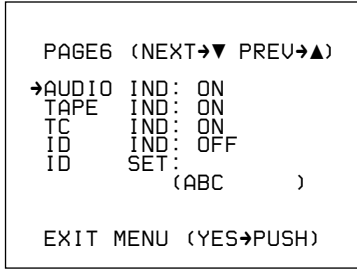 PAGE6 (NEXT→▼ PREV→▲)
→AUDIO IND: ON
TAPE IND: ON
TC IND: ON
ID IND: OFF
ID SET:
(ABC )
EXIT MENU (YES→PUSH)